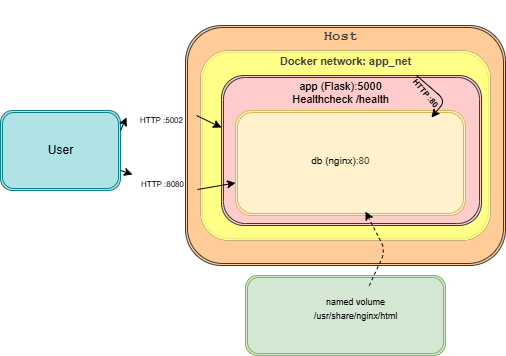 Host
Docker network: app_net
app (Flask):5000
Healthcheck /health
HTTP :80
HTTP :5002
User
db (nginx):80
HTTP :8080
named volume
/usr/share/nginx/html